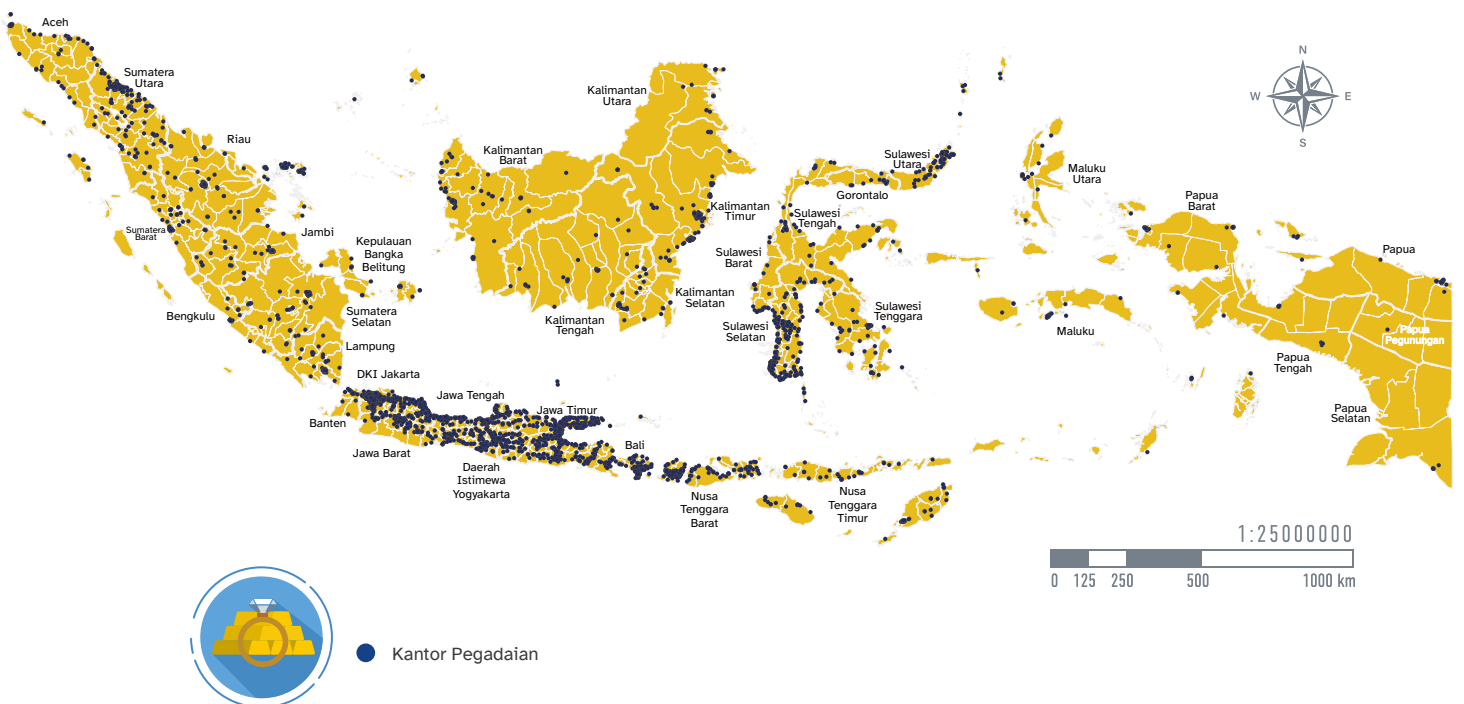 Aceh
Sumatera
Utara
Riau
Sumatera
Barat
Jambi
Kepulauan
Bangka
Belitung
Bengkulu
Sumatera
Selatan
Lampung
DKI Jakarta
Banten
Jawa Barat
Jawa Tengah
Daerah
Istimewa
Yogyakarta
Jawa Timur
Bali
Nusa
Tenggara
Barat
Nusa
Tenggara
Timur
Kalimantan
Utara
Kalimantan
Barat
Kalimantan
Timur
Kalimantan
Selatan
Kalimantan
Tengah
Sulawesi
Utara
Gorontalo
Sulawesi
Tengah
Sulawesi
Barat
Sulawesi
Selatan
Sulawesi
Tenggara
Maluku
Utara
Maluku
Papua
Barat
Papua
Papua
Pegunungan
Papua
Tengah
Papua
Selatan
N
W
E
S
1:25000000
0 125 250 500 1000 km
Kantor Pegadaian